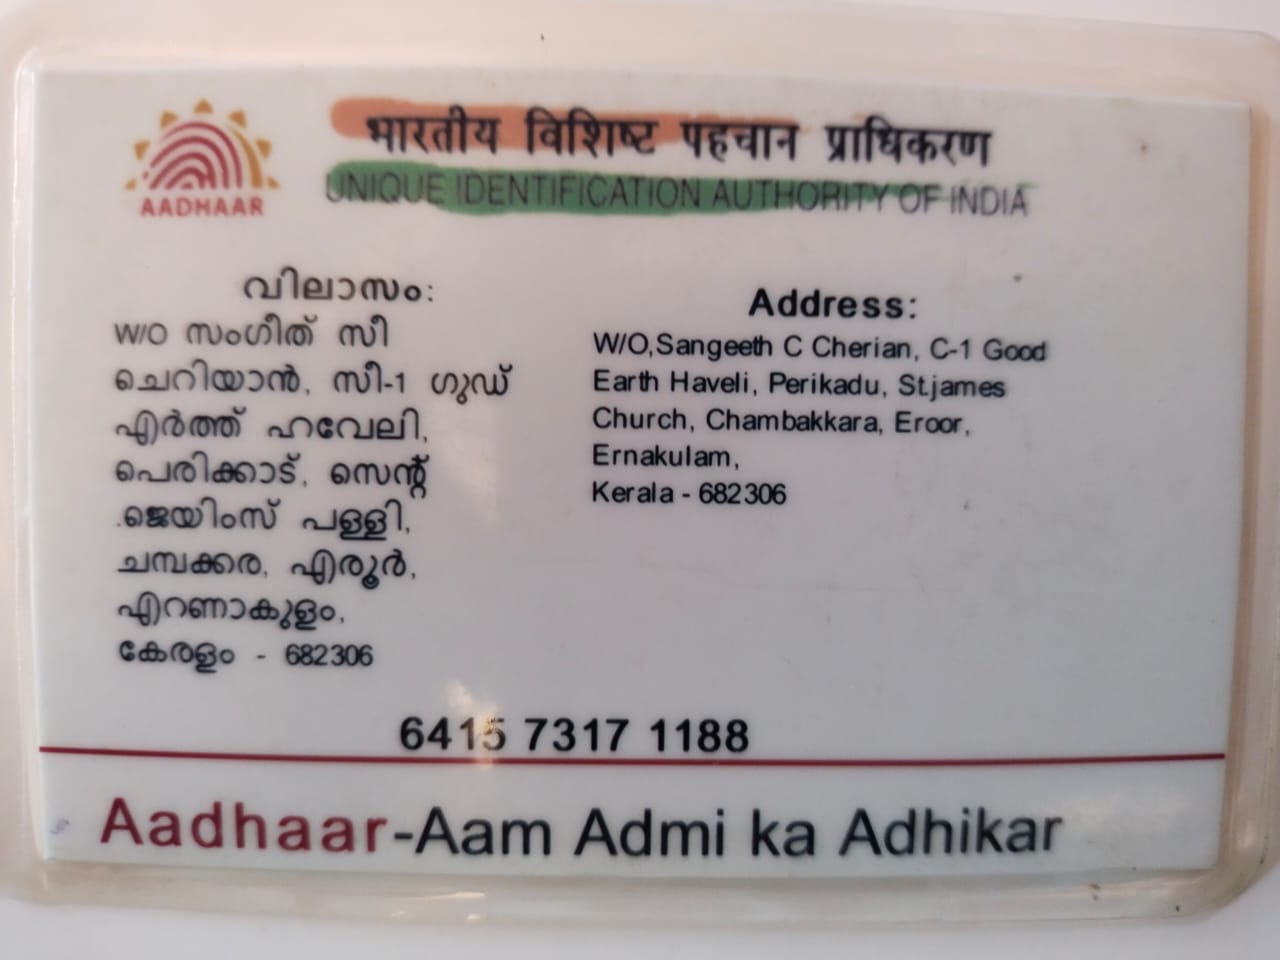 भारतीय विशिष्ट पहचान प्राधिकरण
UNIQUE IDENTIFICATION AUTHORITY OF INDIA
AADHAAR
വിലാസം:
W/O സംഗീത് സീ
ചെറിയാൻ, സീ-1 ഗുഡ്
എർത്ത് ഹവേലി,
പെരിക്കാട്, സെന്റ്
.ജെയിംസ് പള്ളി,
ചമ്പക്കര, എരൂർ,
എറണാകുളം,
കേരളം - 682306
Address:
W/O,Sangeeth C Cherian, C-1 Good
Earth Haveli, Perikadu, St.james
Church, Chambakkara, Eroor,
Ernakulam,
Kerala - 682306
6415 7317 1188
Aadhaar-Aam Admi ka Adhikar